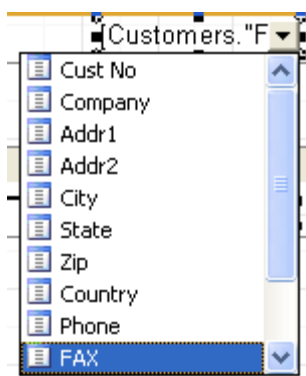 [Customers."F
Cust No
Company
Addr1
Addr2
City
State
Zip
Country
Phone
FAX